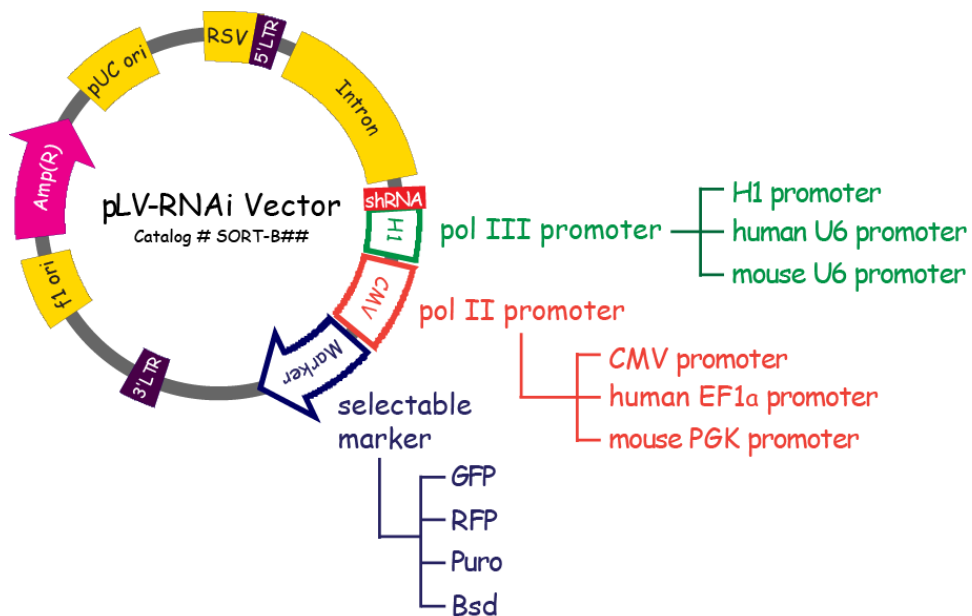 RSV
5'LTR
Intron
pUC ori
Amp(R)
shRNA
H1
pLV-RNAi Vector
Catalog # SORT-B##
CMV
f1 ori
Marker
3'LTR
pol III promoter
H1 promoter
human U6 promoter
mouse U6 promoter
pol II promoter
CMV promoter
human EF1a promoter
mouse PGK promoter
selectable
marker
GFP
RFP
Puro
Bsd